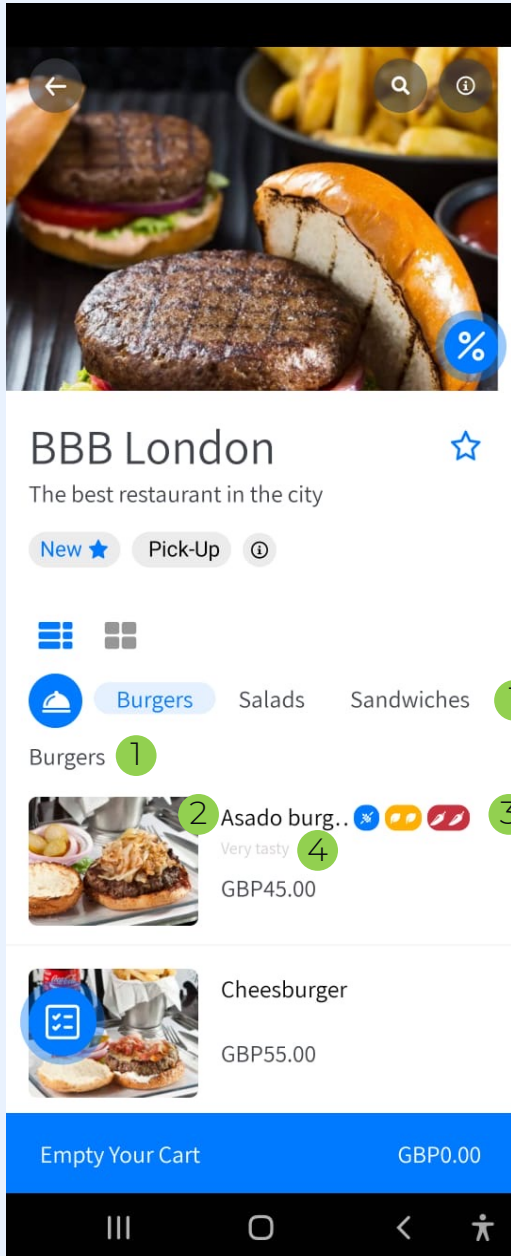 %
BBB London
The best restaurant in the city
New Pick-Up
Burgers Salads Sandwiches
Burgers 1
2 Asado burg.. 3
Very tasty 4
GBP45.00
Cheesburger
GBP55.00
Empty Your Cart GBP0.00